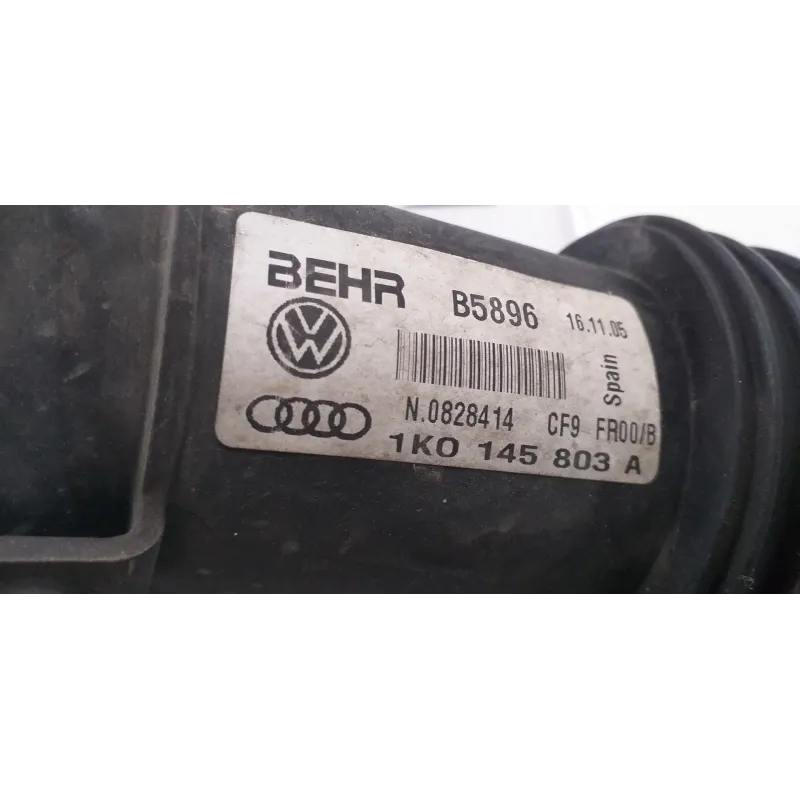 BEHR B5896 16.11.05
Spain
N.0828414 CF9 FR00/B
1K0 145 803 A